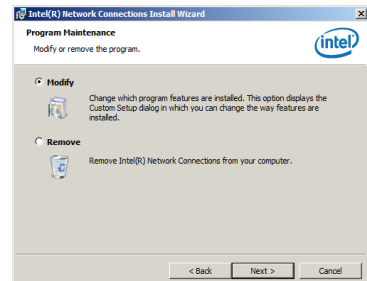 Intel(R) Network Connections Install Wizard
Program Maintenance
Modify or remove the program.
intel
Modify
Change which program features are installed. This option displays the
Custom Setup dialog in which you can change the way features are
installed.
Remove
Remove Intel(R) Network Connections from your computer.
< Back Next > Cancel